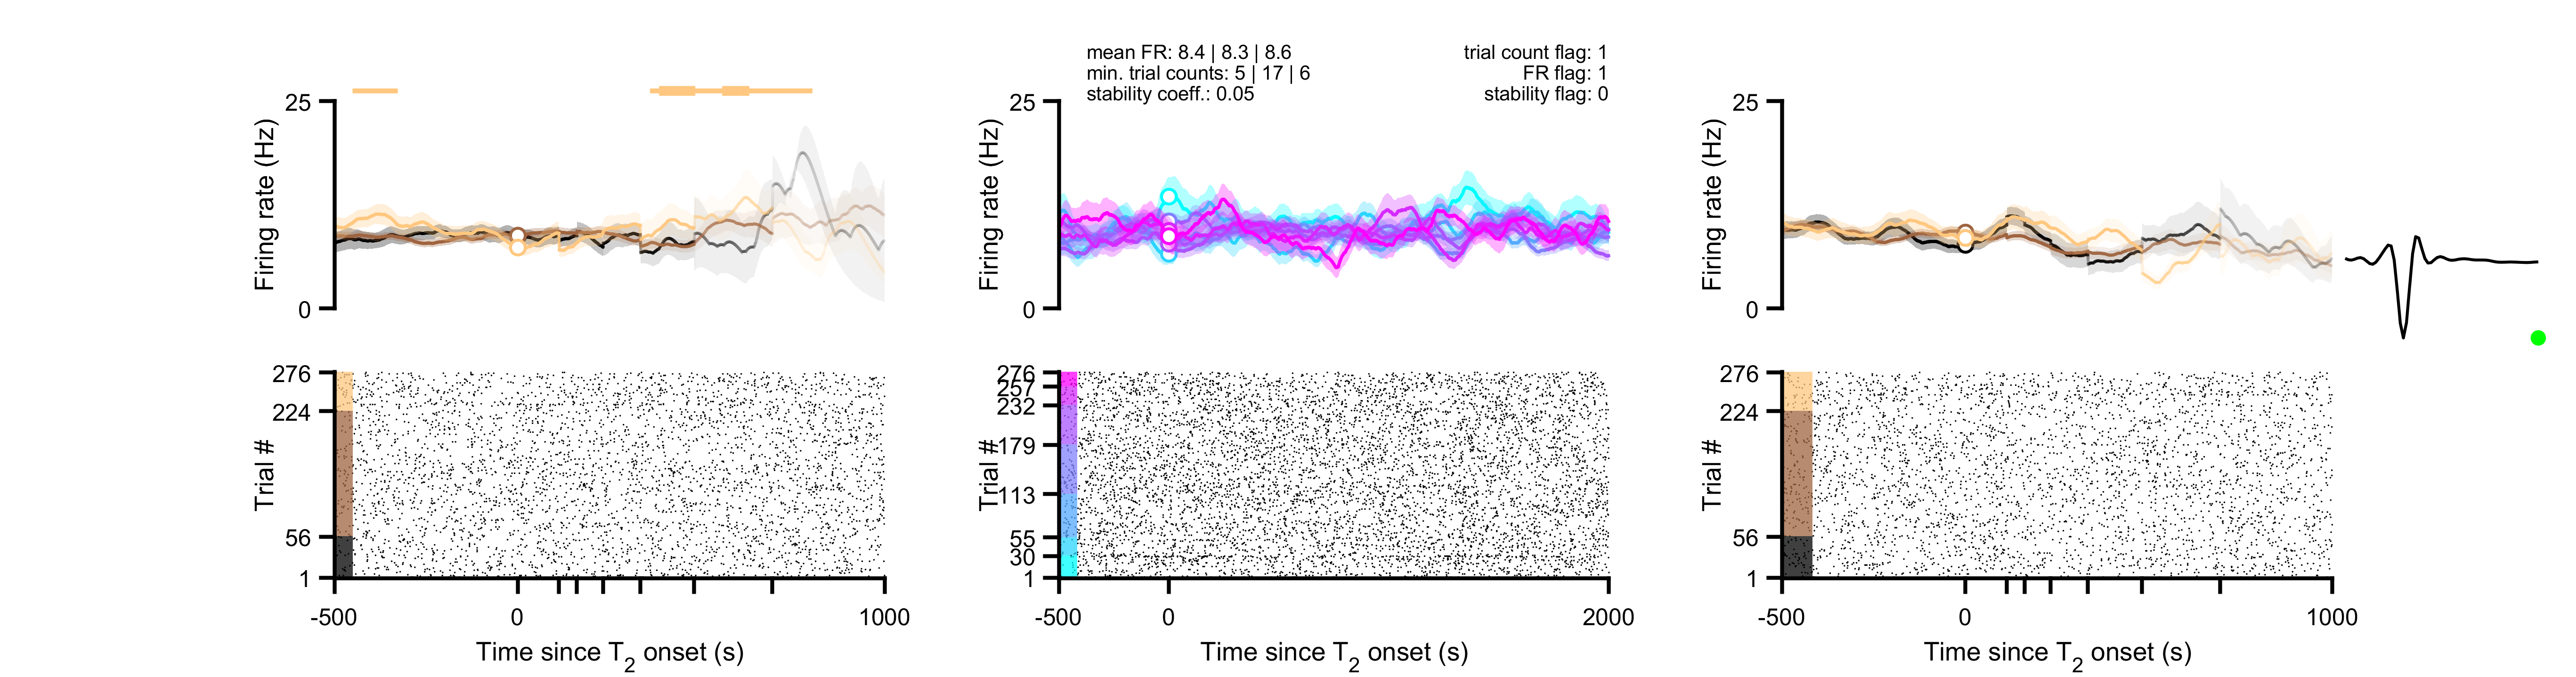 mean FR: 8.4 | 8.3 | 8.6
min. trial counts: 5 | 17 | 6
stability coeff.: 0.05
trial count flag: 1
FR flag: 1
stability flag: 0
25
0
Firing rate (Hz)
25
0
Firing rate (Hz)
25
0
Firing rate (Hz)
276
224
56
1
Trial #
-500
0
1000
Time since T2 onset (s)
276
257
232
179
113
55
30
1
Trial #
-500
0
2000
Time since T2 onset (s)
276
224
56
1
Trial #
-500
0
1000
Time since T2 onset (s)